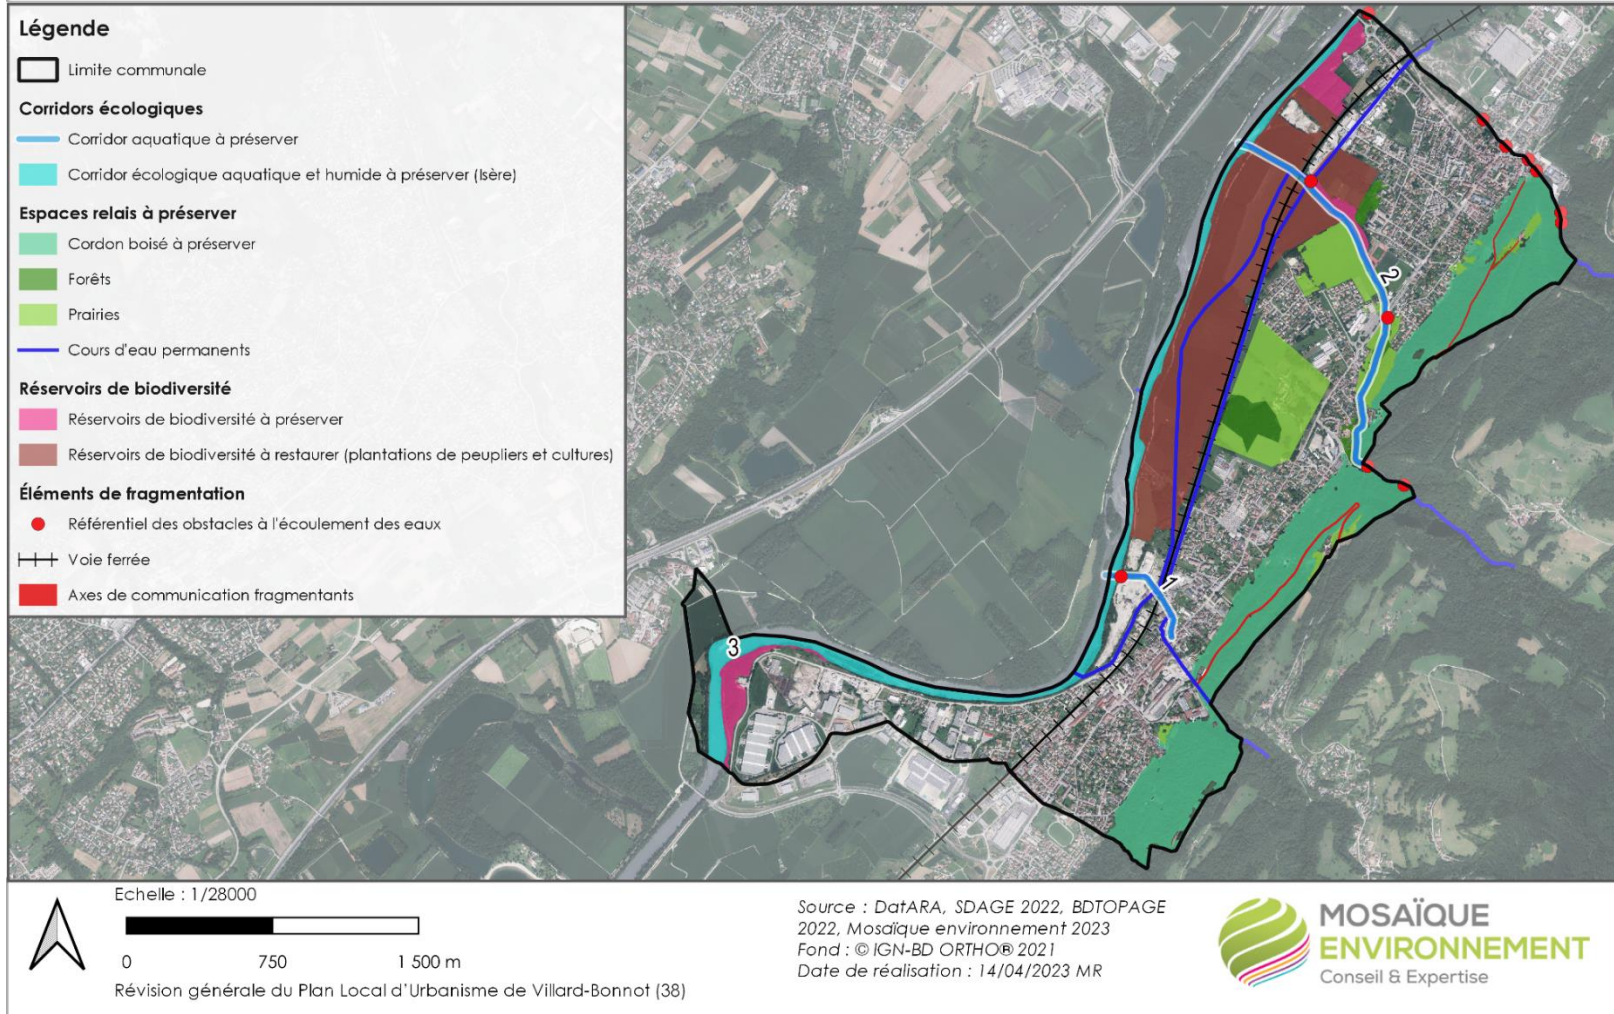 Légende
Limite communale
Corridors écologiques
Corridor aquatique à préserver
Corridor écologique aquatique et humide à préserver (Isère)
Espaces relais à préserver
Cordon boisé à préserver
Forêts
Prairies
Cours d'eau permanents
Réservoirs de biodiversité
Réservoirs de biodiversité à préserver
Réservoirs de biodiversité à restaurer (plantations de peupliers et cultures)
Éléments de fragmentation
Référentiel des obstacles à l'écoulement des eaux
Voie ferrée
Axes de communication fragmentants
2
1
3
Echelle : 1/28000
0 750 1 500 m
Révision générale du Plan Local d'Urbanisme de Villard-Bonnot (38)
Source : DatARA, SDAGE 2022, BDTOPAGE
2022, Mosaïque environnement 2023
Fond : © IGN-BD ORTHO® 2021
Date de réalisation : 14/04/2023 MR
MOSAÏQUE
ENVIRONNEMENT
Conseil & Expertise